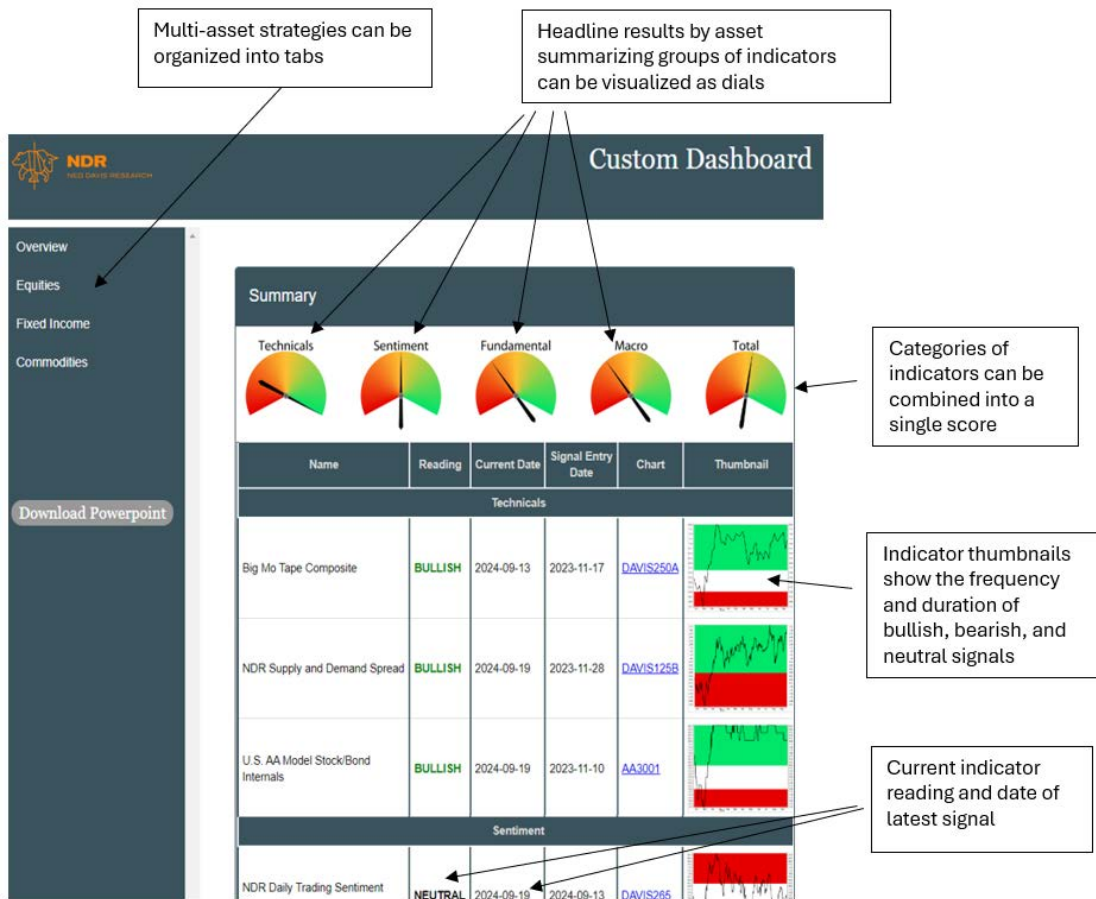 Multi-asset strategies can be
organized into tabs
Headline results by asset
summarizing groups of indicators
can be visualized as dials
NDR
NED DAVIS RESEARCH
Custom Dashboard
Overview
Equities
Fixed Income
Commodities
Download Powerpoint
Summary
Technicals
Sentiment
Fundamental
Macro
Total
Categories of
indicators can be
combined into a
single score
Name
Reading
Current Date
Signal Entry
Date
Chart
Thumbnail
Technicals
Big Mo Tape Composite
BULLISH
2024-09-13
2023-11-17
DAVIS250A
Indicator thumbnails
show the frequency
and duration of
bullish, bearish, and
neutral signals
NDR Supply and Demand Spread
BULLISH
2024-09-19
2023-11-28
DAVIS125B
U.S. AA Model Stock/Bond
Internals
BULLISH
2024-09-19
2023-11-10
AA3001
Current indicator
reading and date of
latest signal
Sentiment
NDR Daily Trading Sentiment
NEUTRAL
2024-09-19
2024-09-13
DAVIS265